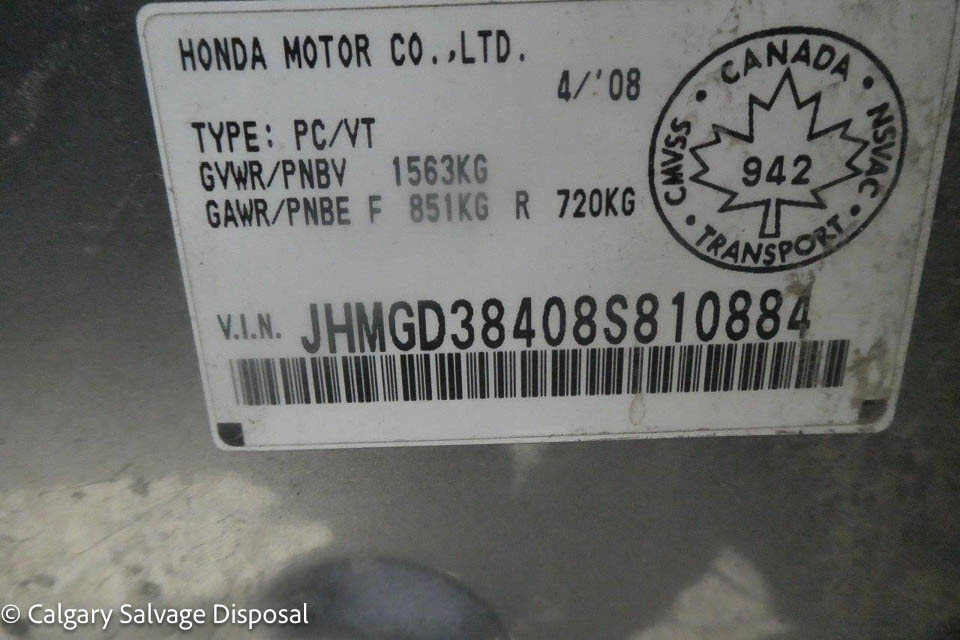 HONDA MOTOR CO.,LTD.
4/'08
TYPE: PC/VT
GVWR/PNBV 1563KG
GAWR/PNBE F 851KG R 720KG
CANADA
CMVSS · NSVAC
942
TRANSPORT
V.I.N. JHMGD38408S810884
© Calgary Salvage Disposal